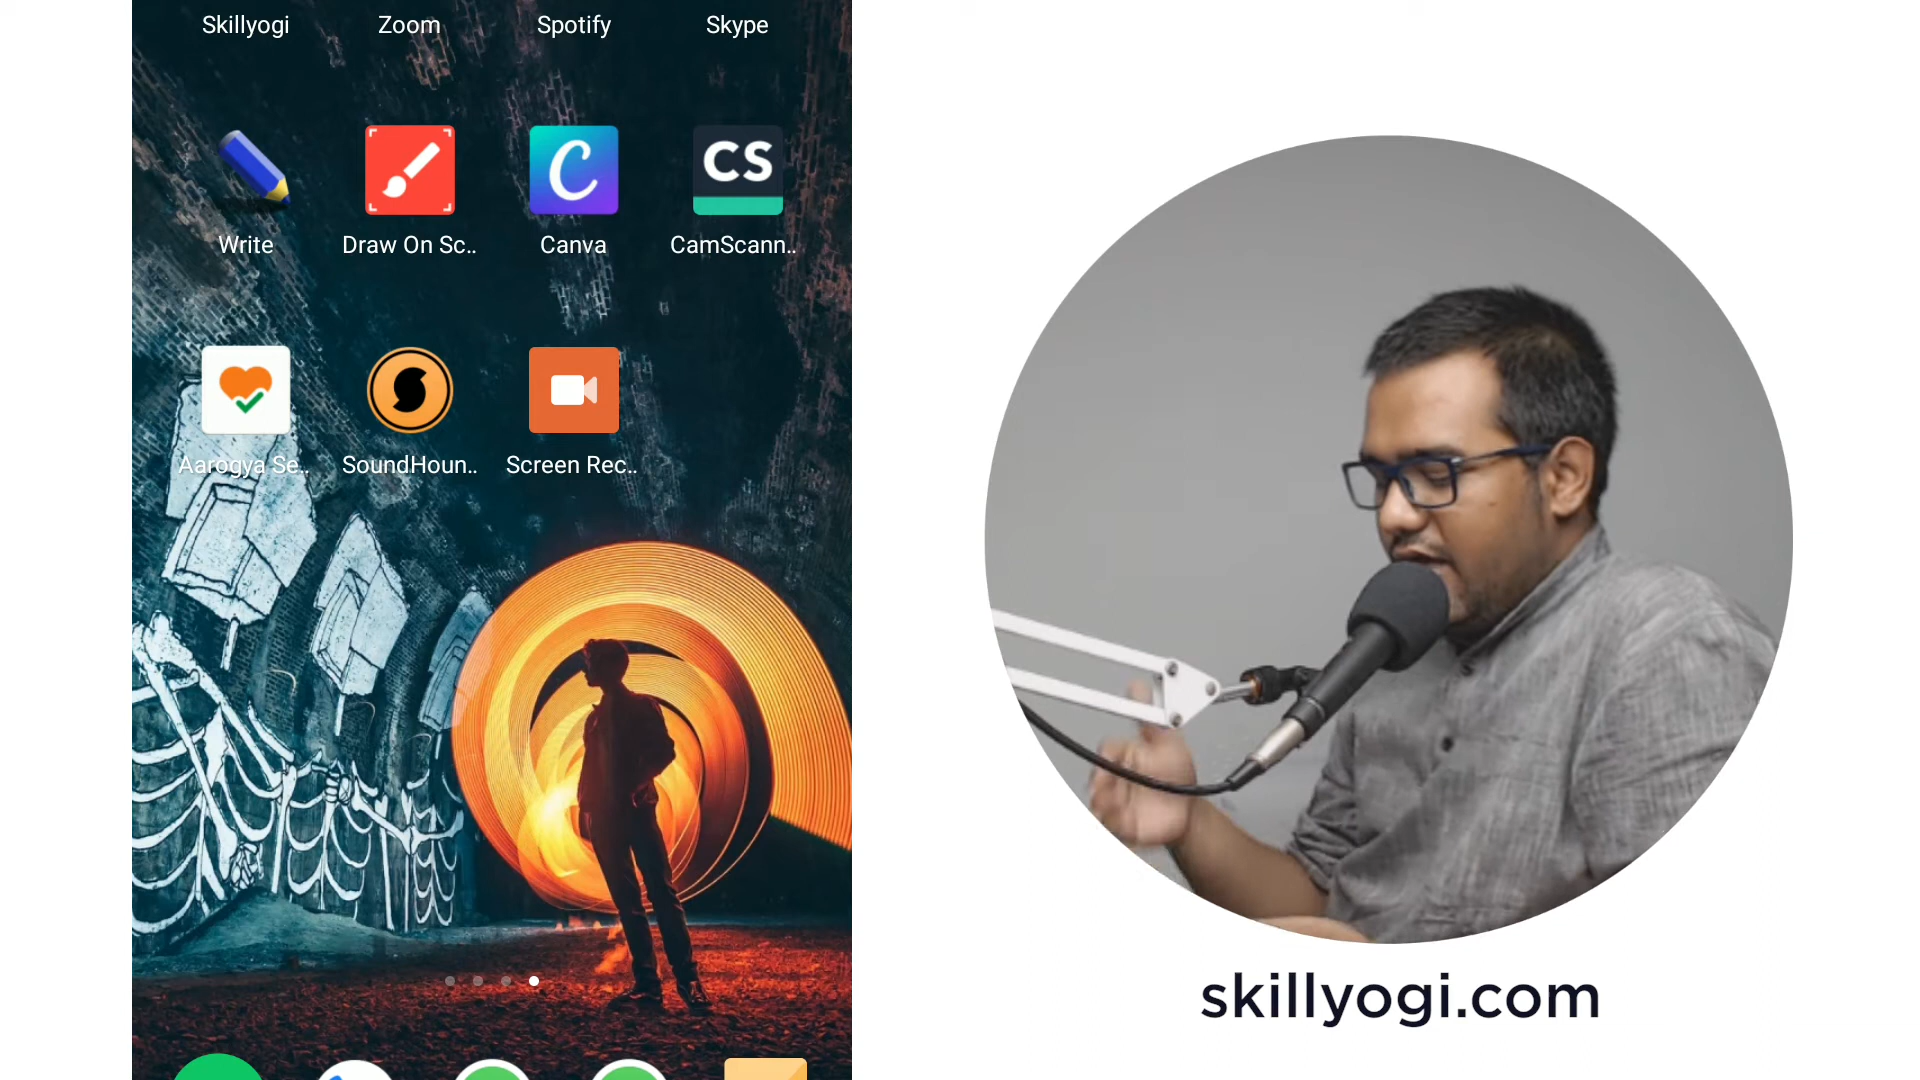 Skillyogi Zoom Spotify Skype
CS
Write Draw On Sc.. Canva CamScann..
Aarogya Se.. SoundHoun.. Screen Rec..
skillyogi.com